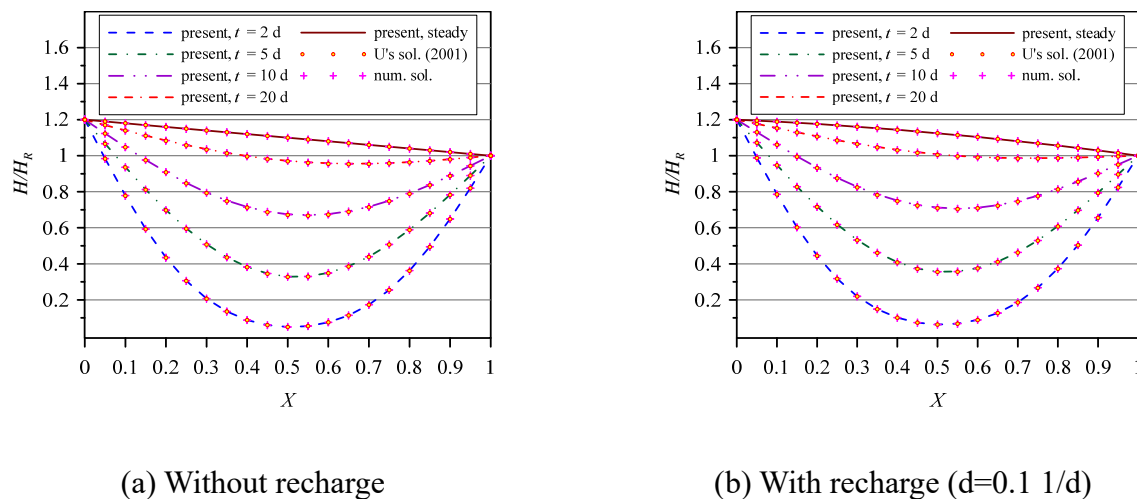 present, t = 2 d
present, steady
present, t = 5 d
U's sol. (2001)
present, t = 10 d
num. sol.
present, t = 20 d
1.6
1.4
1.2
1
0.8
0.6
0.4
0.2
H/H_R
0 0.1 0.2 0.3 0.4 0.5 0.6 0.7 0.8 0.9 1
X
(a) Without recharge
present, t = 2 d
present, steady
present, t = 5 d
U's sol. (2001)
present, t = 10 d
num. sol.
present, t = 20 d
1.6
1.4
1.2
1
0.8
0.6
0.4
0.2
H/H_R
0 0.1 0.2 0.3 0.4 0.5 0.6 0.7 0.8 0.9 1
X
(b) With recharge (d=0.1 1/d)